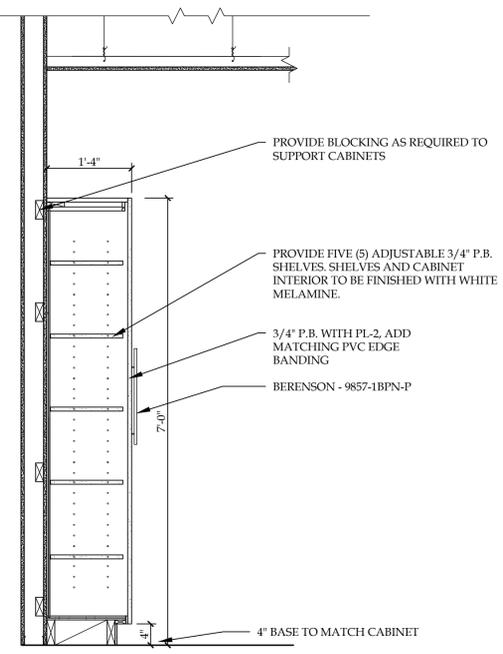 PROVIDE BLOCKING AS REQUIRED TO
SUPPORT CABINETS
1'-4"
PROVIDE FIVE (5) ADJUSTABLE 3/4" P.B.
SHELVES. SHELVES AND CABINET
INTERIOR TO BE FINISHED WITH WHITE
MELAMINE.
3/4" P.B. WITH PL-2, ADD
MATCHING PVC EDGE
BANDING
BERENSON - 9857-1BPN-P
7'-0"
4"
4" BASE TO MATCH CABINET